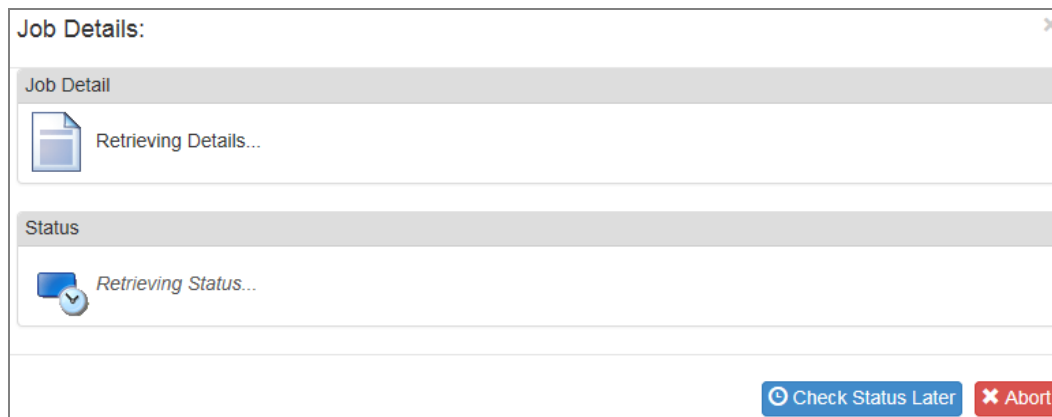 Job Details:
Job Detail
Retrieving Details...
Status
Retrieving Status...
Check Status Later
Abort